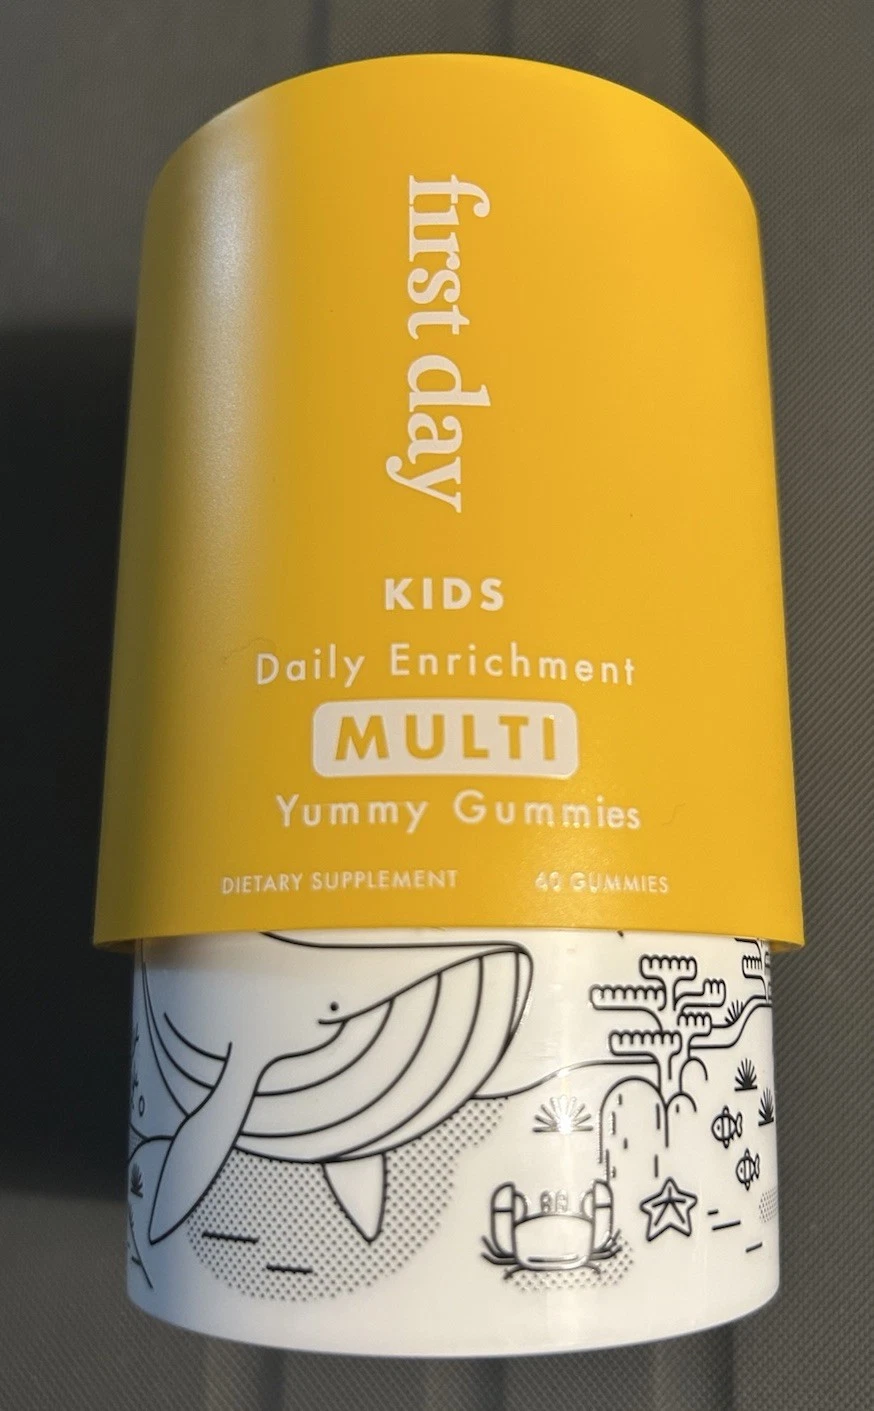 first day
KIDS
Daily Enrichment
MULTI
Yummy Gummies
DIETARY SUPPLEMENT 60 GUMMIES